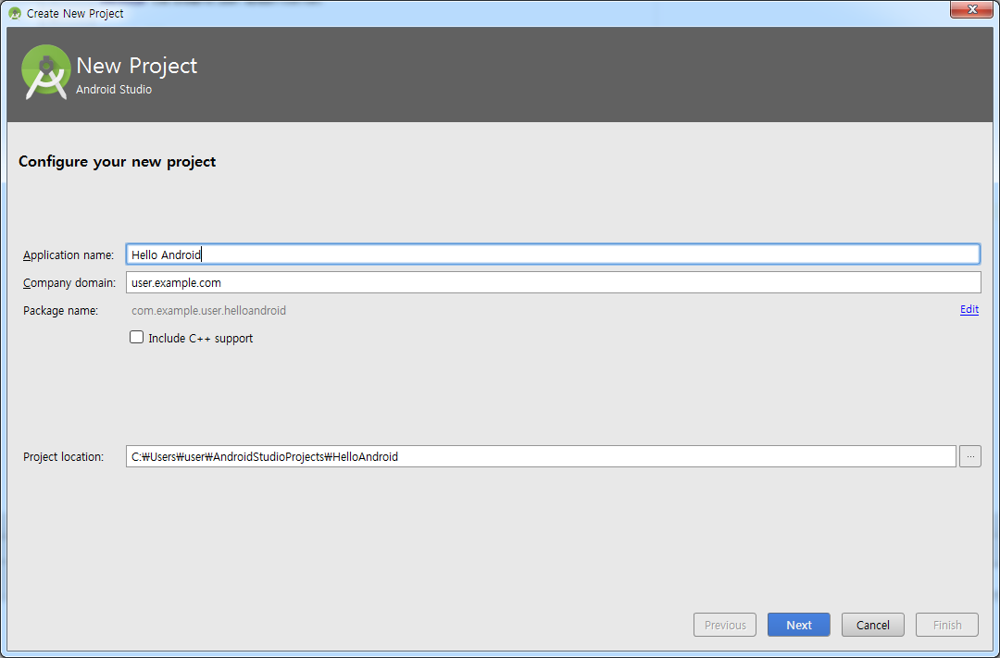 Create New Project
New Project
Android Studio
Configure your new project
Application name: Hello Android
Company domain: user.example.com
Package name: com.example.user.helloandroid Edit
Include C++ support
Project location: C:₩Users₩user₩AndroidStudioProjects₩HelloAndroid ...
Previous Next Cancel Finish